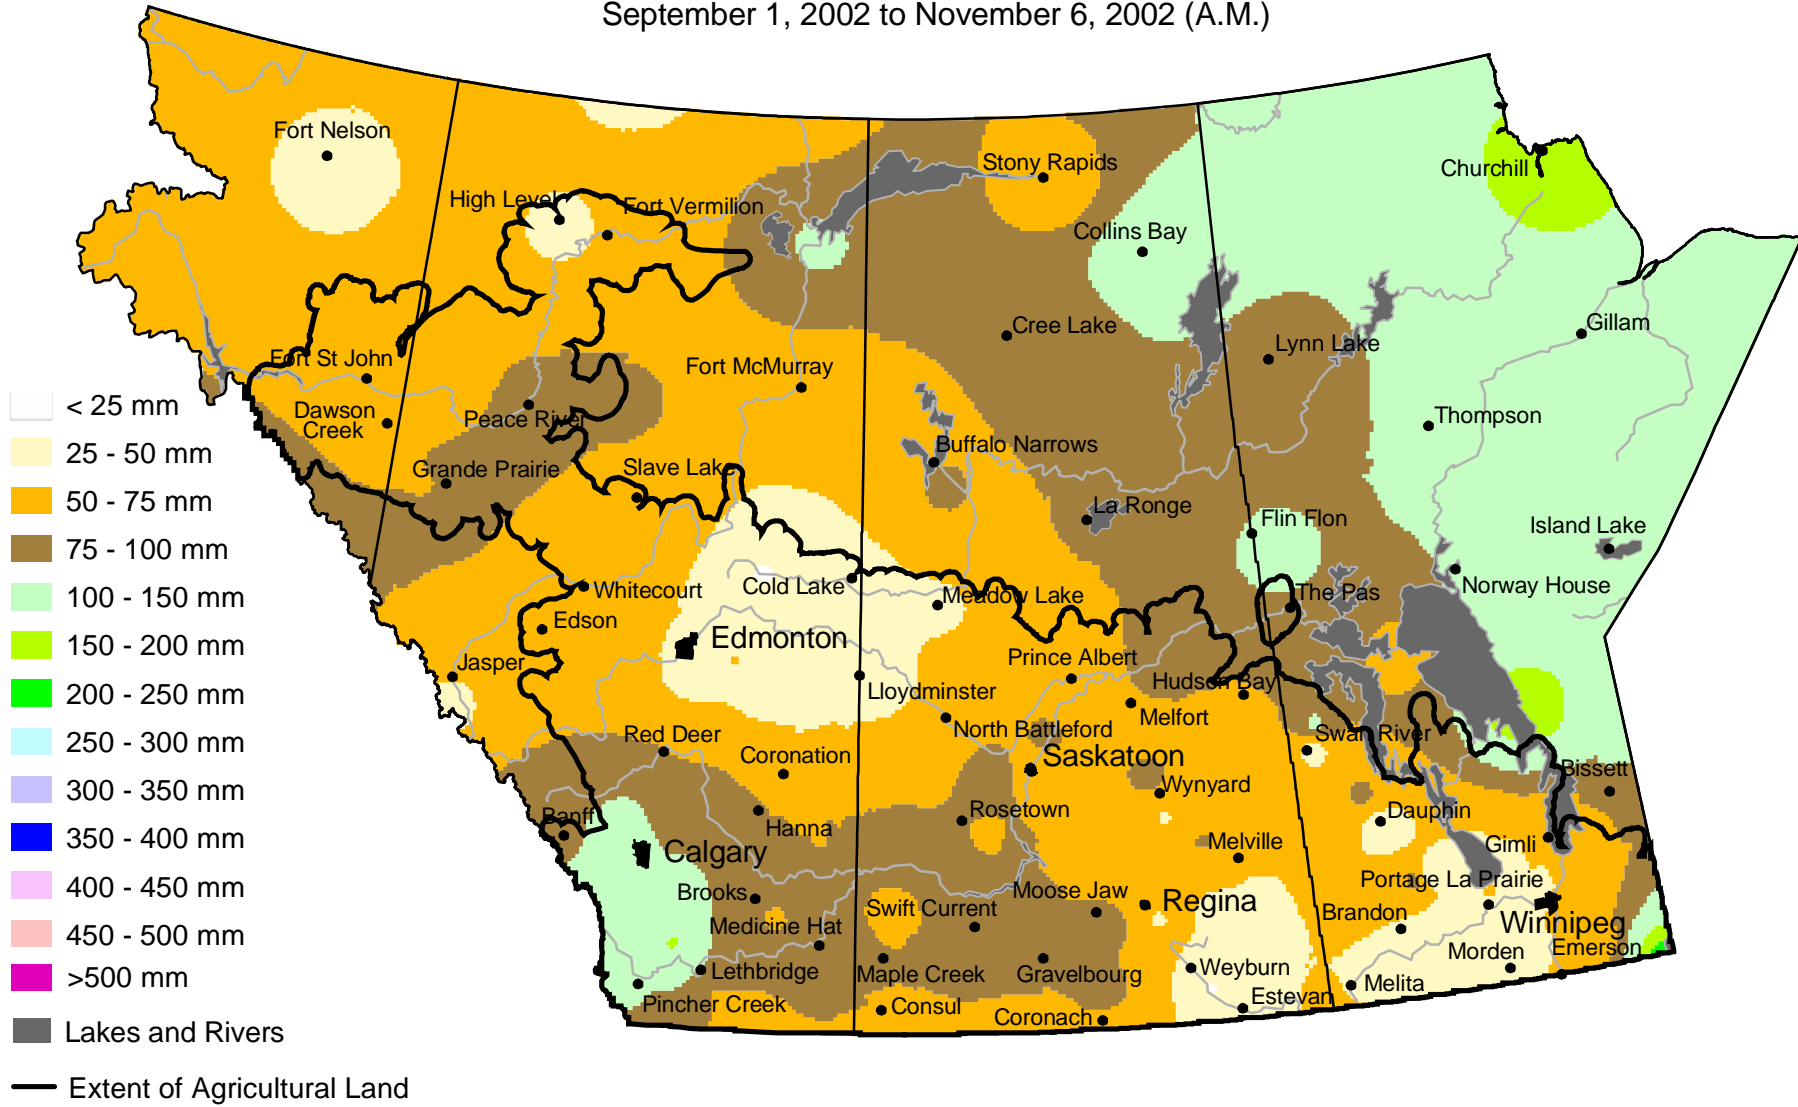 September 1, 2002 to November 6, 2002 (A.M.)
Fort Nelson
Churchill
Stony Rapids
High Level
Fort Vermilion
Collins Bay
Cree Lake
Gillam
Lynn Lake
Fort St John
Fort McMurray
< 25 mm
Dawson
Creek
Peace River
Thompson
25 - 50 mm
Buffalo Narrows
Grande Prairie
Slave Lake
50 - 75 mm
La Ronge
Flin Flon
Island Lake
75 - 100 mm
Cold Lake
Whitecourt
Meadow Lake
The Pas
Norway House
100 - 150 mm
Edson
Edmonton
150 - 200 mm
Jasper
Prince Albert
Hudson Bay
Lloydminster
200 - 250 mm
Melfort
North Battleford
Red Deer
Swan River
250 - 300 mm
Coronation
Saskatoon
Bissett
Wynyard
300 - 350 mm
Banff
Hanna
Rosetown
Dauphin
350 - 400 mm
Calgary
Melville
Gimli
400 - 450 mm
Brooks
Moose Jaw
Portage La Prairie
Regina
Swift Current
Brandon
Medicine Hat
Winnipeg
450 - 500 mm
Morden
Emerson
>500 mm
Lethbridge
Maple Creek
Gravelbourg
Weyburn
Melita
Pincher Creek
Consul
Coronach
Estevan
Lakes and Rivers
Extent of Agricultural Land